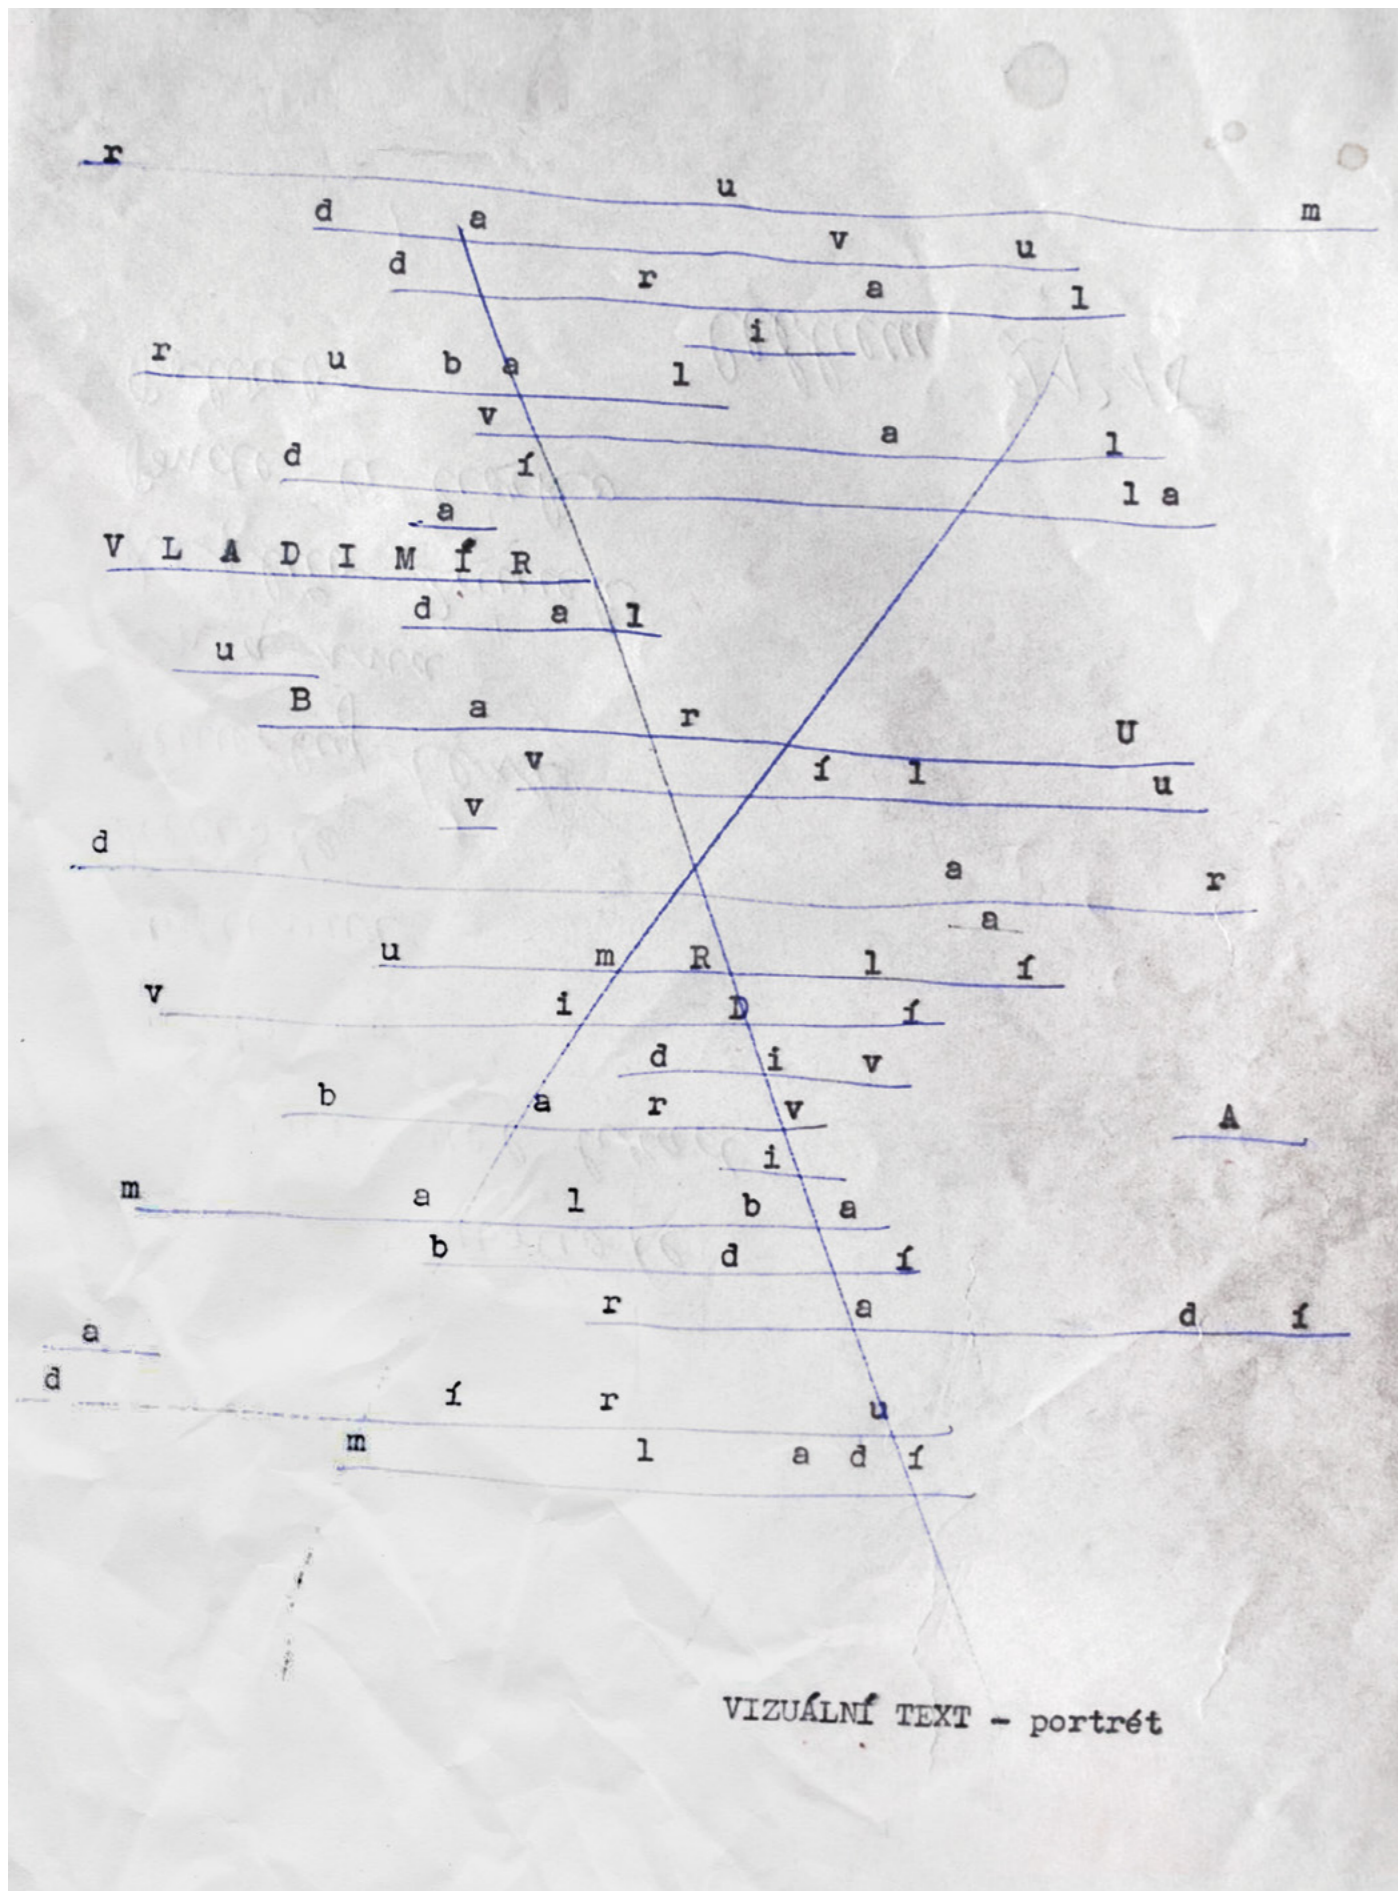 r u m
d a v u
d r a l
i
r u b a l
v a l
d í l a
a
V L A D I M Í R
d a l
u
B a r U
v í l u
v
d a r
a
u m R l í
v i D í
d i v
b a r v A
i
m a l b a
b d í
r a d í
a
d í r u
m l a d í
VIZUÁLNÍ TEXT - portrét